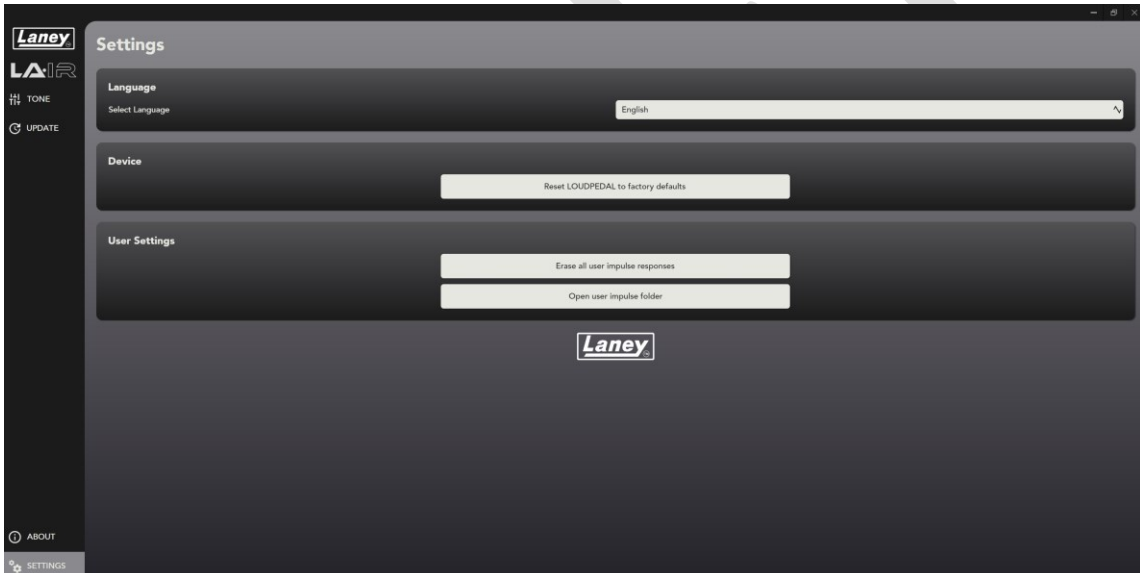 Laney
LA·IR
TONE
UPDATE
Settings
Language
Select Language
English
Device
Reset LOUDPEDAL to factory defaults
User Settings
Erase all user impulse responses
Open user impulse folder
Laney
ABOUT
SETTINGS